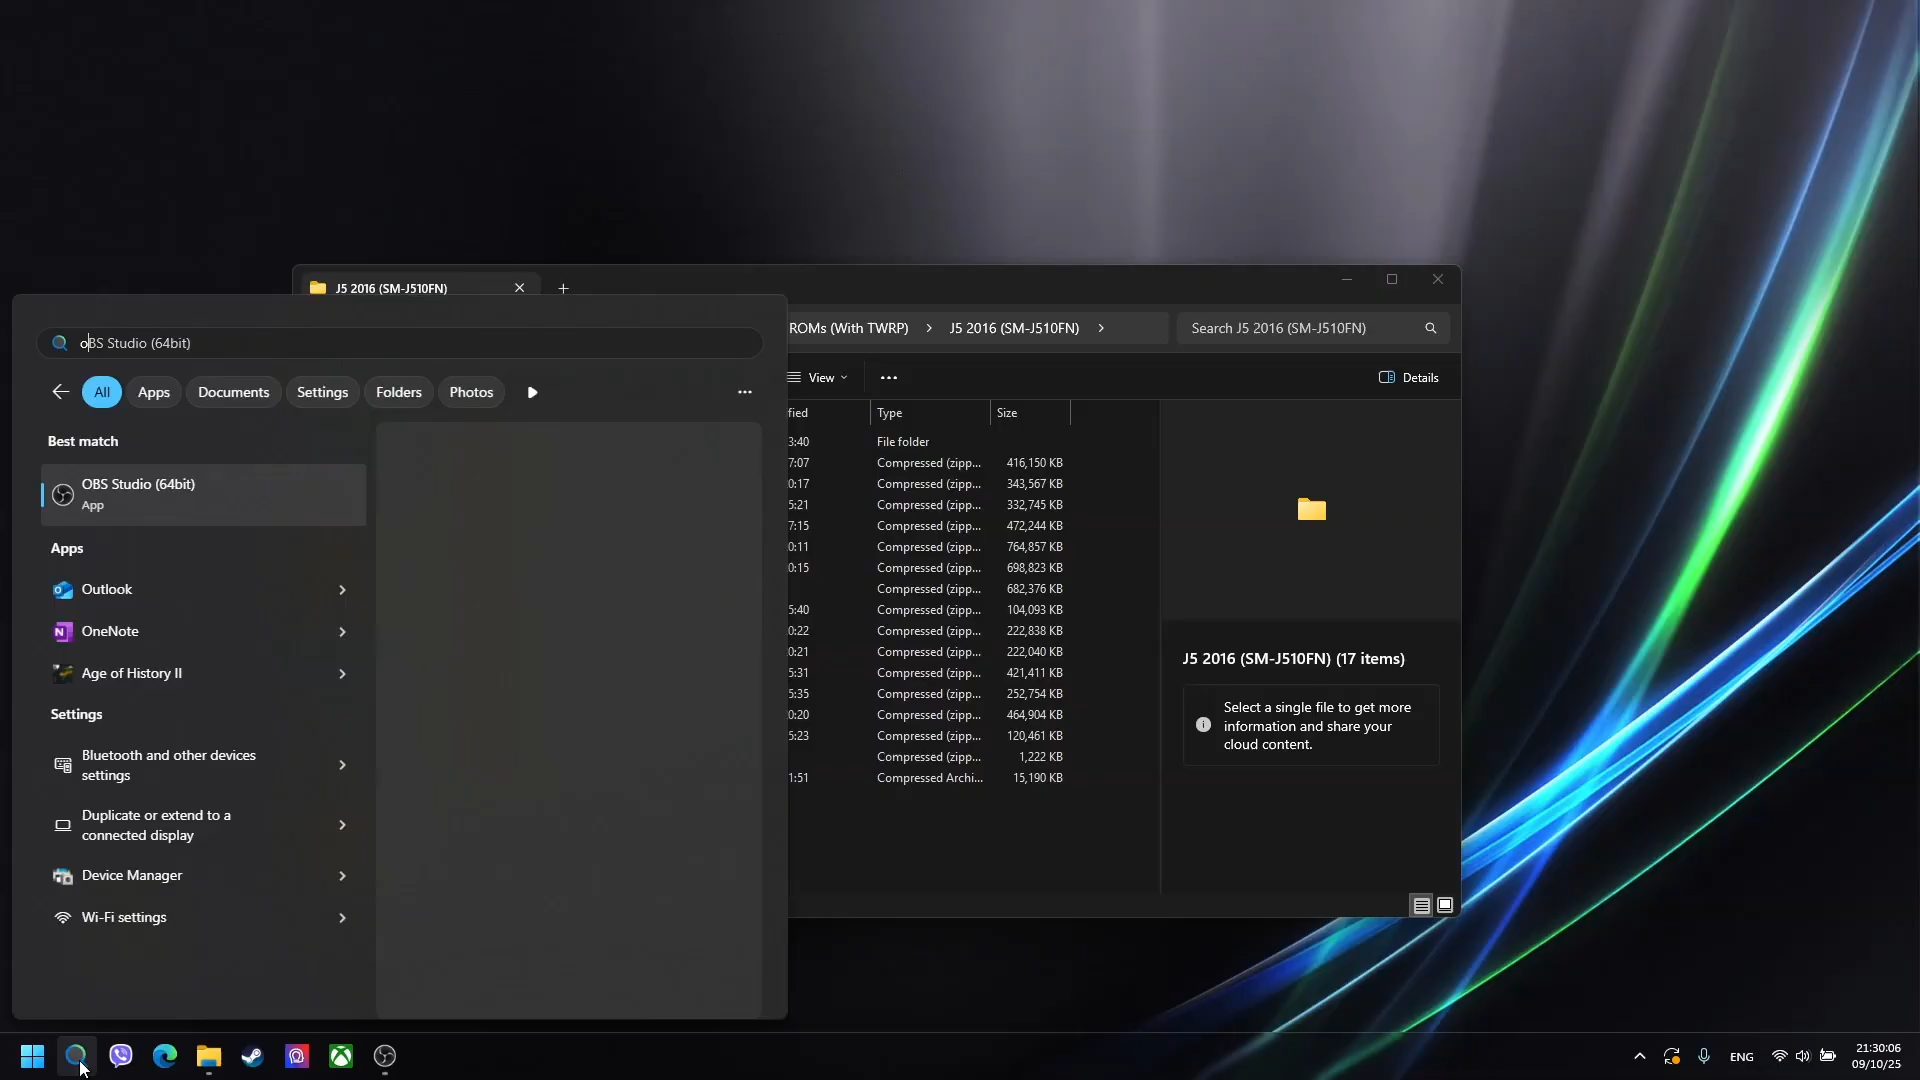 J5 2016 (SM-J510FN)
oBS Studio (64bit)
All Apps Documents Settings Folders Photos
Best match
OBS Studio (64bit)
App
Apps
Outlook
OneNote
Age of History II
Settings
Bluetooth and other devices
settings
Duplicate or extend to a
connected display
Device Manager
Wi-Fi settings
ROMs (With TWRP) > J5 2016 (SM-J510FN) >
Search J5 2016 (SM-J510FN)
View
Details
fied Type Size
3:40 File folder
7:07 Compressed (zipp... 416,150 KB
0:17 Compressed (zipp... 343,567 KB
5:21 Compressed (zipp... 332,745 KB
7:15 Compressed (zipp... 472,244 KB
0:11 Compressed (zipp... 764,857 KB
0:15 Compressed (zipp... 698,823 KB
Compressed (zipp... 682,376 KB
5:40 Compressed (zipp... 104,093 KB
0:22 Compressed (zipp... 222,838 KB
0:21 Compressed (zipp... 222,040 KB
5:31 Compressed (zipp... 421,411 KB
5:35 Compressed (zipp... 252,754 KB
0:20 Compressed (zipp... 464,904 KB
5:23 Compressed (zipp... 120,461 KB
Compressed (zipp... 1,222 KB
1:51 Compressed Archi... 15,190 KB
J5 2016 (SM-J510FN) (17 items)
Select a single file to get more
information and share your
cloud content.
ENG
21:30:06
09/10/25